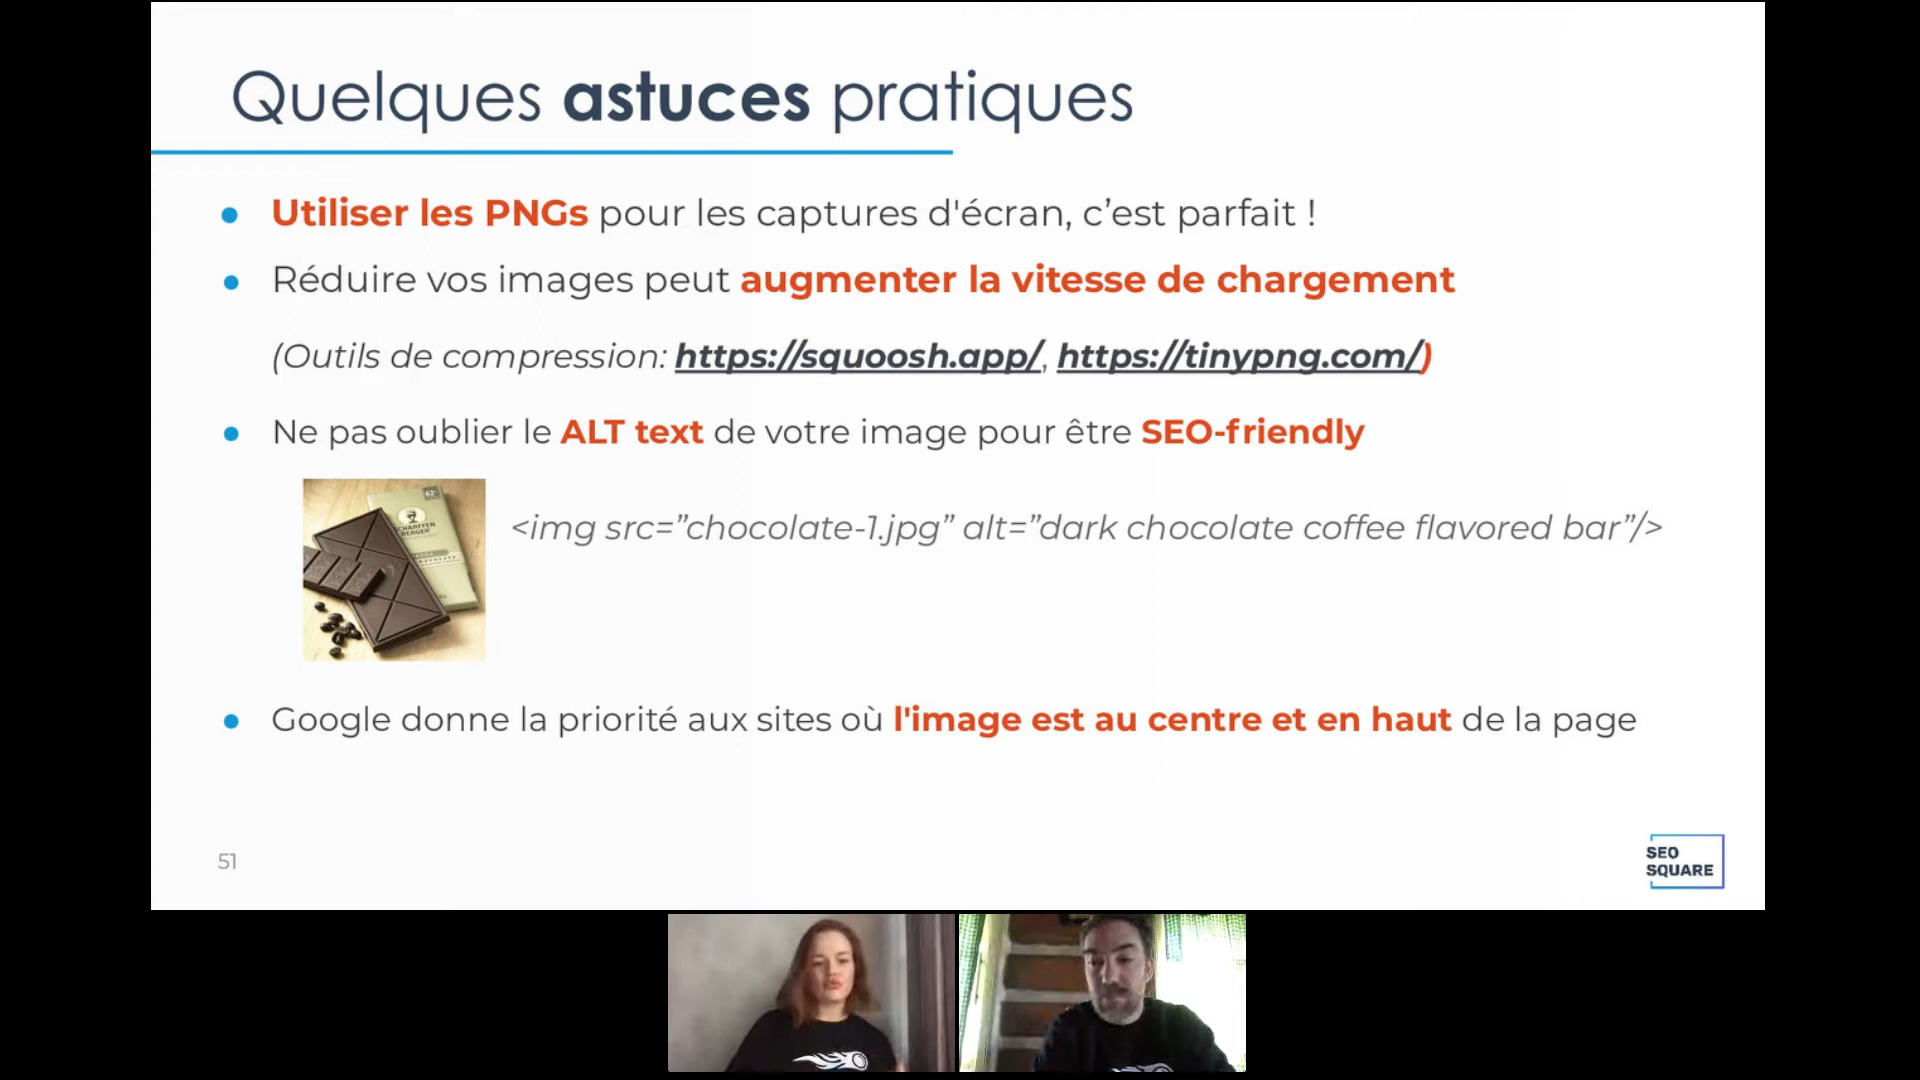 Quelques astuces pratiques
Utiliser les PNGs pour les captures d'écran, c’est parfait !
Réduire vos images peut augmenter la vitesse de chargement
(Outils de compression: https://squoosh.app/, https://tinypng.com/)
Ne pas oublier le ALT text de votre image pour être SEO-friendly
62%
SCHARFFEN
BERGER
<img src=”chocolate-1.jpg” alt=”dark chocolate coffee flavored bar”/>
Google donne la priorité aux sites où l'image est au centre et en haut de la page
51
SEO
SQUARE